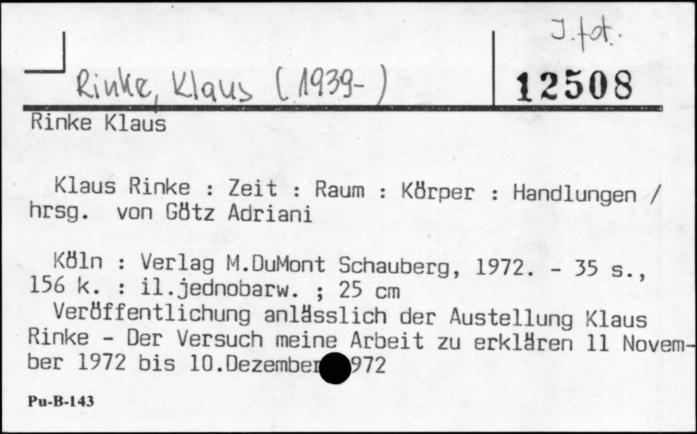 J. fot.
Rinke, Klaus (1939- )
12508
Rinke Klaus
Klaus Rinke : Zeit : Raum : Körper : Handlungen /
hrsg. von Götz Adriani
Köln : Verlag M.DuMont Schauberg, 1972. - 35 s.,
156 k. : il.jednobarw. ; 25 cm
Veröffentlichung anlässlich der Austellung Klaus
Rinke - Der Versuch meine Arbeit zu erklären 11 Novem-
ber 1972 bis 10.Dezember 972
Pu-B-143